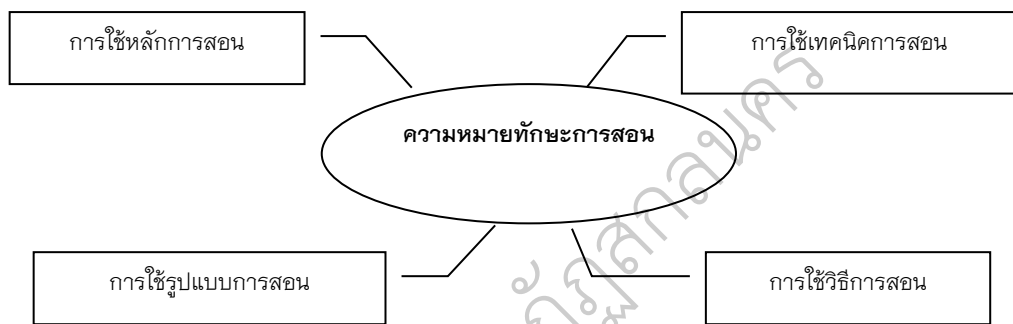 การใช้หลักการสอน
การใช้เทคนิคการสอน
ความหมายทักษะการสอน
การใช้รูปแบบการสอน
การใช้วิธีการสอน